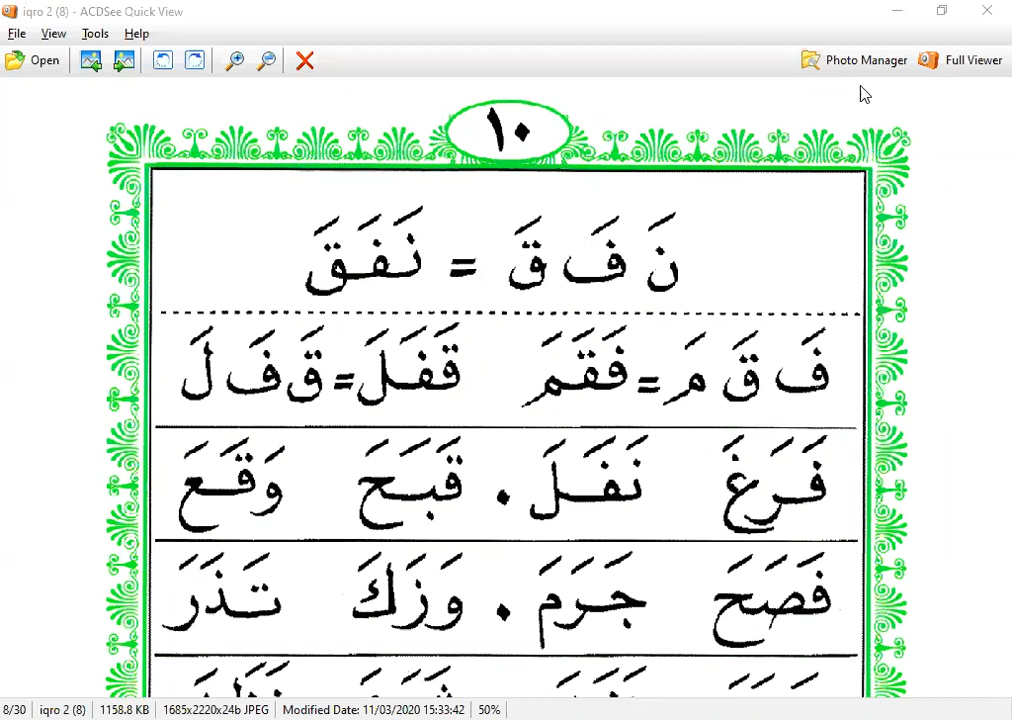 iqro 2 (8) - ACDSee Quick View
File View Tools Help
Open Photo Manager Full Viewer
١٠
نَ فَ قَ = نَفَقَ
فَ قَ مَ = فَقَمَ قَفَلَ = قَ فَ لَ
فَرَغَ نَفَلَ . قَبَحَ وَقَعَ
فَصَحَ جَرَمَ . وَزَكَ تَذَرَ
8/30 iqro 2 (8) 1158.8 KB 1685x2220x24b JPEG Modified Date: 11/03/2020 15:33:42 50%